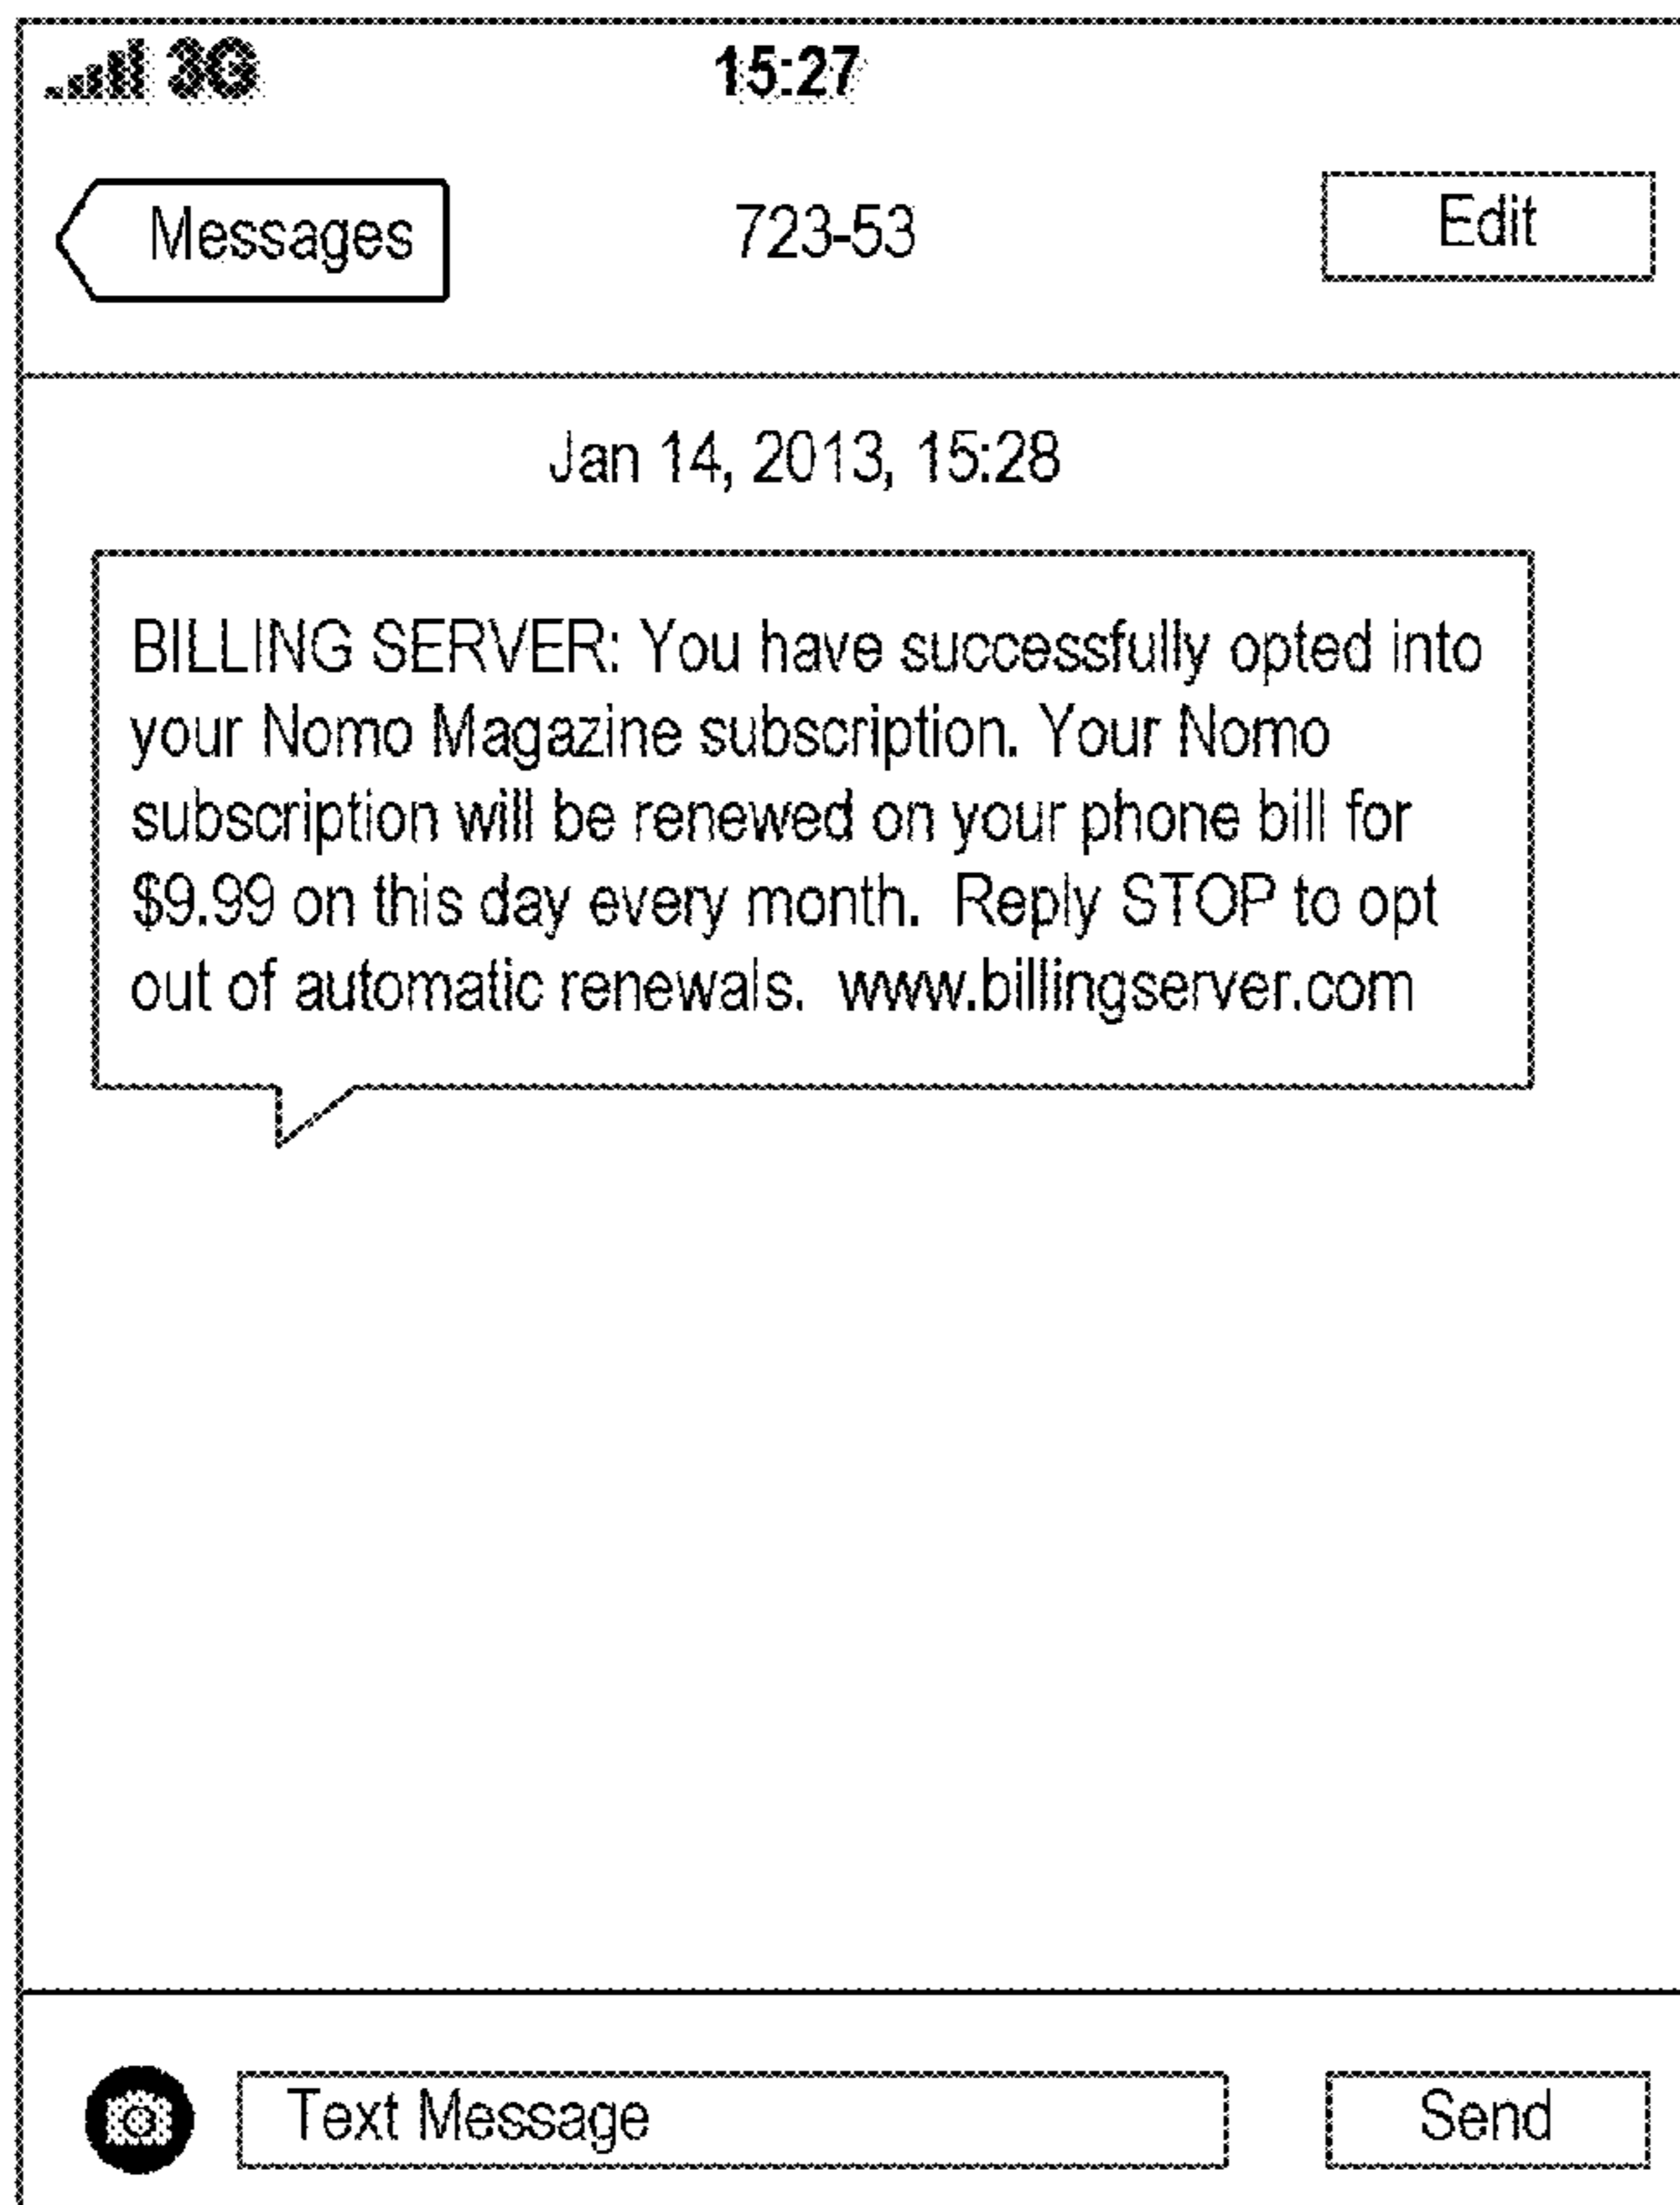 3G 15:27
Messages 723-53 Edit
Jan 14, 2013, 15:28
BILLING SERVER: You have successfully opted into
your Nomo Magazine subscription. Your Nomo
subscription will be renewed on your phone bill for
$9.99 on this day every month.  Reply STOP to opt
out of automatic renewals.  www.billingserver.com
Text Message Send